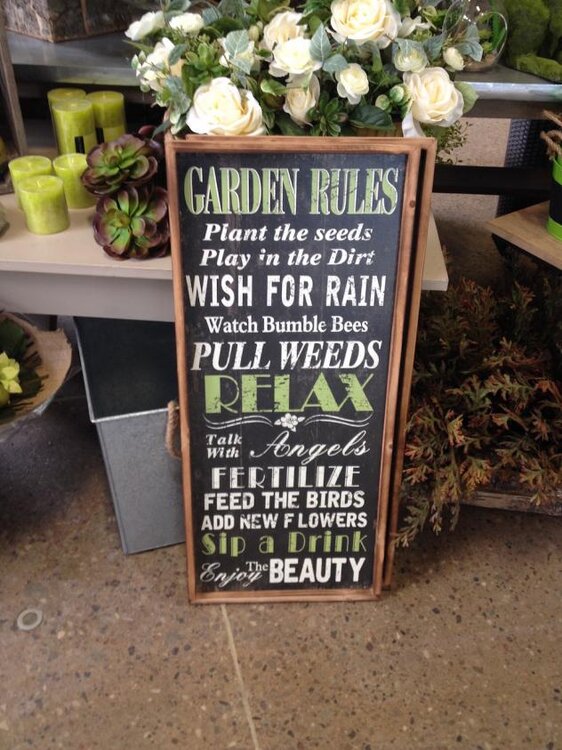 GARDEN RULES
Plant the seeds
Play in the Dirt
WISH FOR RAIN
Watch Bumble Bees
PULL WEEDS
RELAX
Talk With Angels
FERTILIZE
FEED THE BIRDS
ADD NEW FLOWERS
Sip a Drink
Enjoy The BEAUTY